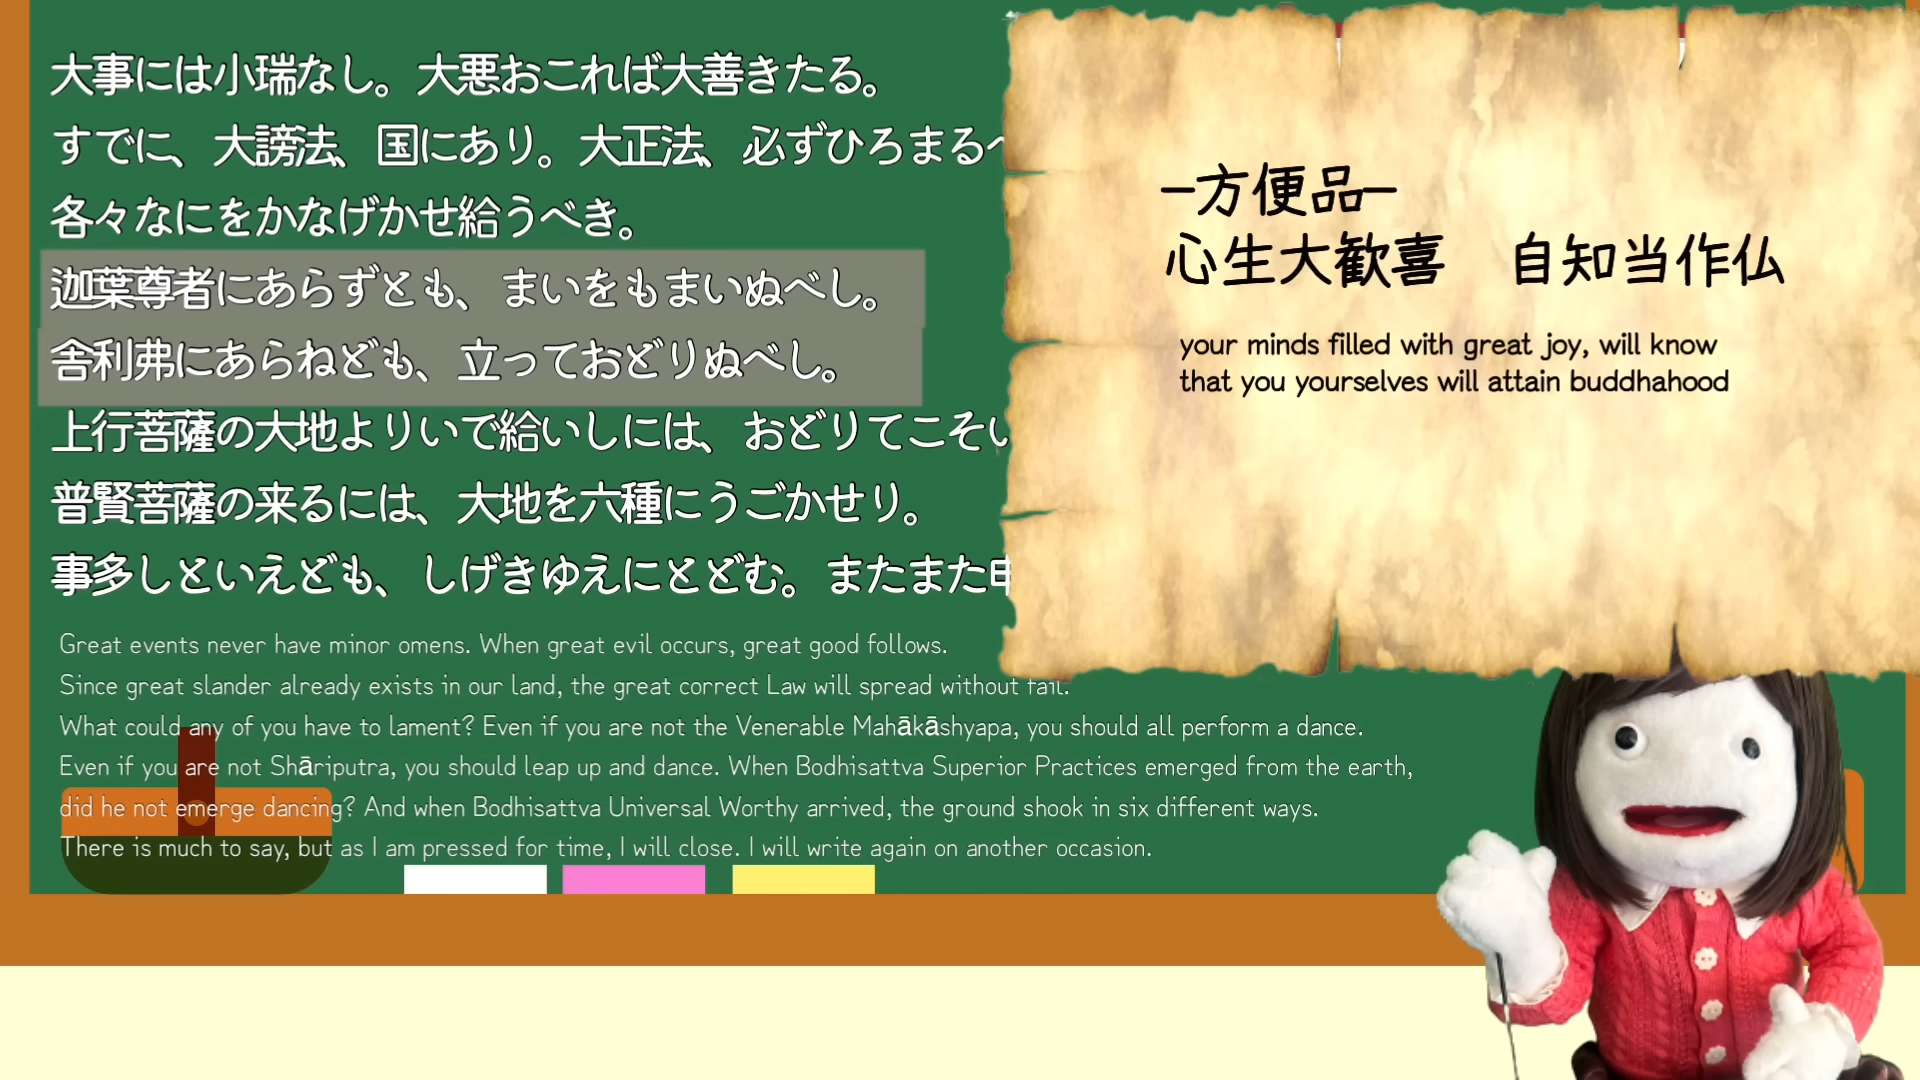 大事には小瑞なし。大悪おこれば大善きたる。
すでに、大謗法、国にあり。大正法、必ずひろまる
各々なにをかなげかせ給うべき。
迦葉尊者にあらずとも、まいをもまいぬべし。
舎利弗にあらねども、立っておどりぬべし。
上行菩薩の大地よりいで給いしには、おどりてこそ
普賢菩薩の来るには、大地を六種にうごかせり。
事多しといえども、しげきゆえにとどむ。またまた
Great events never have minor omens. When great evil occurs, great good follows.
Since great slander already exists in our land, the great correct Law will spread without fail.
What could any of you have to lament? Even if you are not the Venerable Mahākāshyapa, you should all perform a dance.
Even if you are not Shāriputra, you should leap up and dance. When Bodhisattva Superior Practices emerged from the earth,
did he not emerge dancing? And when Bodhisattva Universal Worthy arrived, the ground shook in six different ways.
There is much to say, but as I am pressed for time, I will close. I will write again on another occasion.
—方便品—
心生大歓喜　自知当作仏
your minds filled with great joy, will know
that you yourselves will attain buddhahood